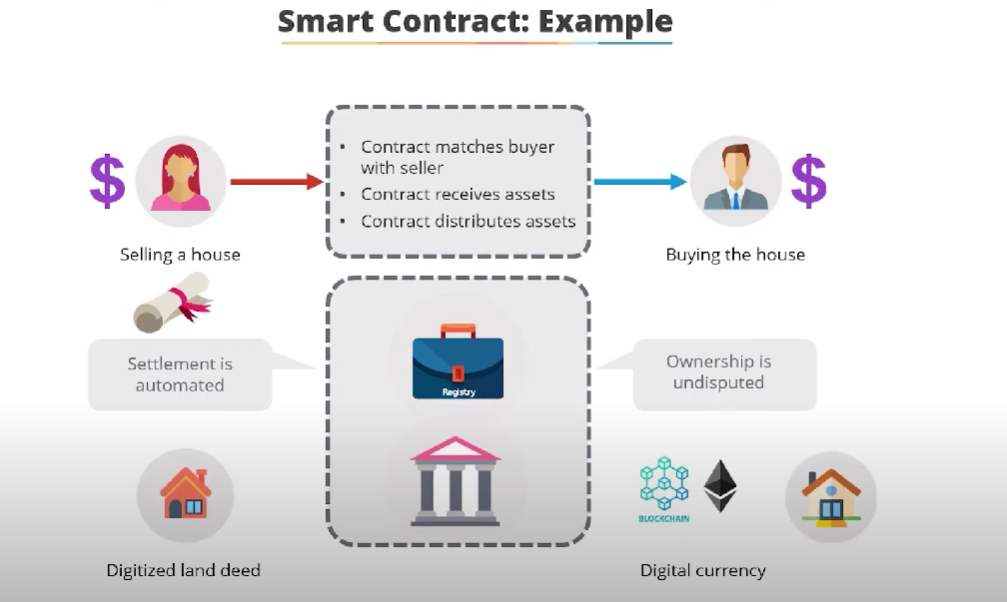 Smart Contract: Example
• Contract matches buyer
with seller
• Contract receives assets
• Contract distributes assets
$
$
Selling a house
Buying the house
Settlement is
automated
Registry
Ownership is
undisputed
BLOCKCHAIN
Digitized land deed
Digital currency